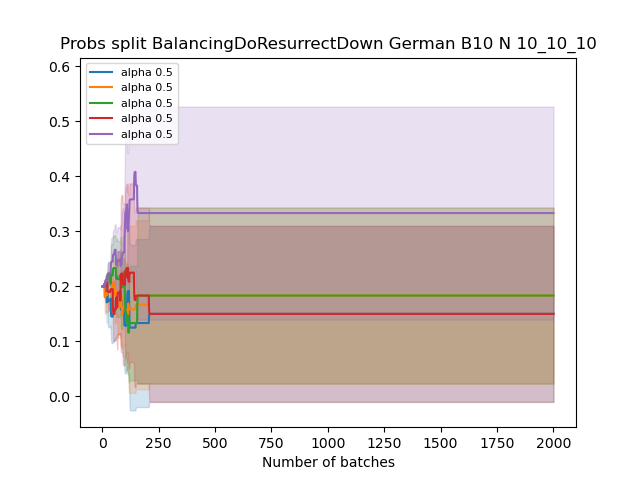 Probs split BalancingDoResurrectDown German B10 N 10_10_10
0.6
0.5
0.4
0.3
0.2
0.1
0.0
alpha 0.5
alpha 0.5
alpha 0.5
alpha 0.5
alpha 0.5
0 250 500 750 1000 1250 1500 1750 2000
Number of batches